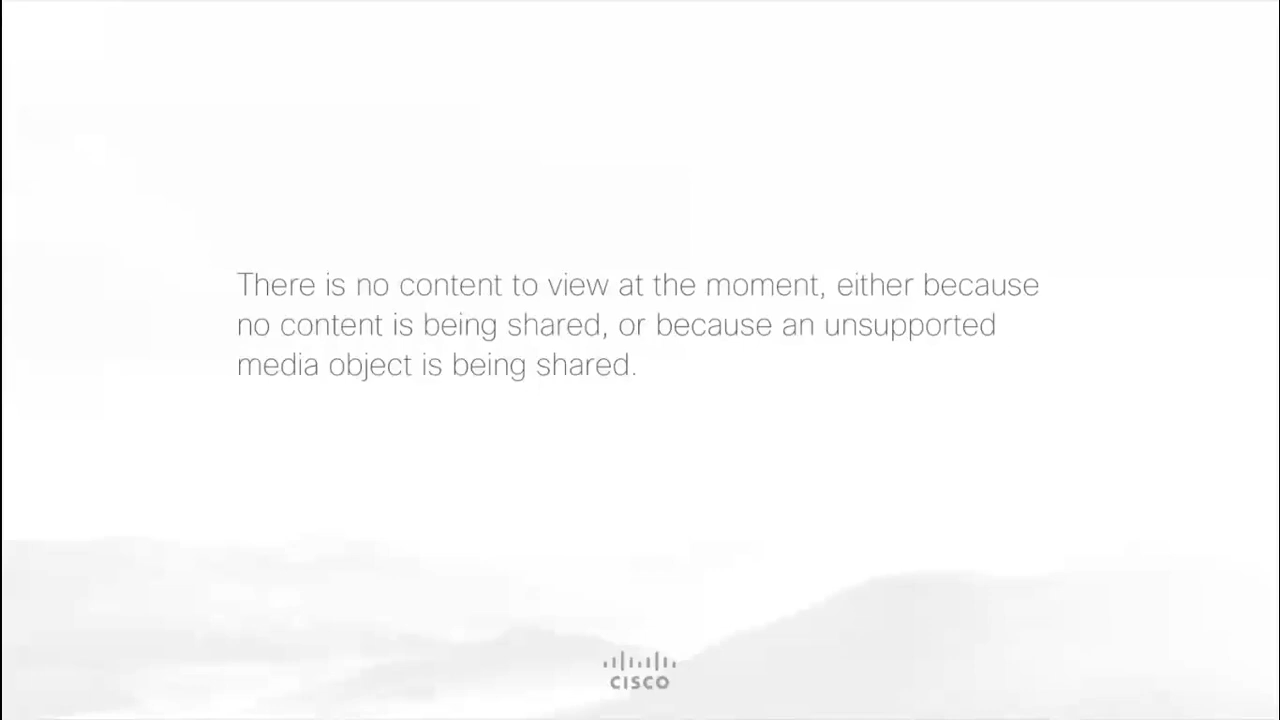 There is no content to view at the moment, either because
no content is being shared, or because an unsupported
media object is being shared.
CISCO